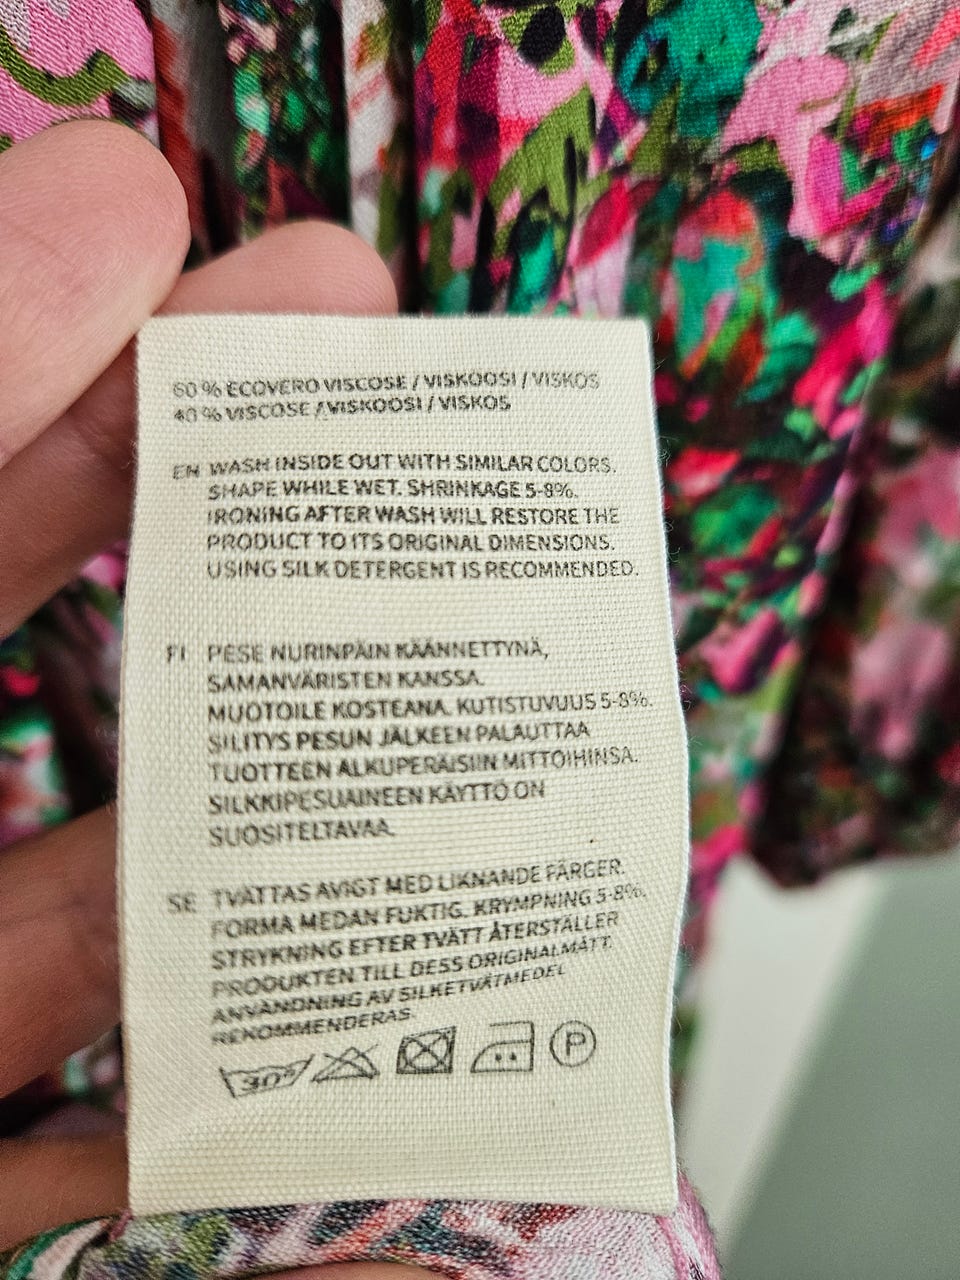 60 % ECOVERO VISCOSE / VISKOOSI / VISKOS
40 % VISCOSE / VISKOOSI / VISKOS
EN WASH INSIDE OUT WITH SIMILAR COLORS.
SHAPE WHILE WET. SHRINKAGE 5-8%.
IRONING AFTER WASH WILL RESTORE THE
PRODUCT TO ITS ORIGINAL DIMENSIONS.
USING SILK DETERGENT IS RECOMMENDED.
FI PESE NURINPÄIN KÄÄNNETTYNÄ,
SAMANVÄRISTEN KANSSA.
MUOTOILE KOSTEANA. KUTISTUVUUS 5-8%.
SILITYS PESUN JÄLKEEN PALAUTTAA
TUOTTEEN ALKUPERÄISIIN MITTOIHINSA.
SILKKIPESUAINEEN KÄYTTÖ ON
SUOSITELTAVAA.
SE TVÄTTAS AVIGT MED LIKNANDE FÄRGER.
FORMA MEDAN FUKTIG. KRYMPNING 5-8%.
STRYKNING EFTER TVÄTT ÅTERSTÄLLER
PRODUKTEN TILL DESS ORIGINALMÅTT.
ANVÄNDNING AV SILKETVÄTMEDEL
REKOMMENDERAS.
30° P